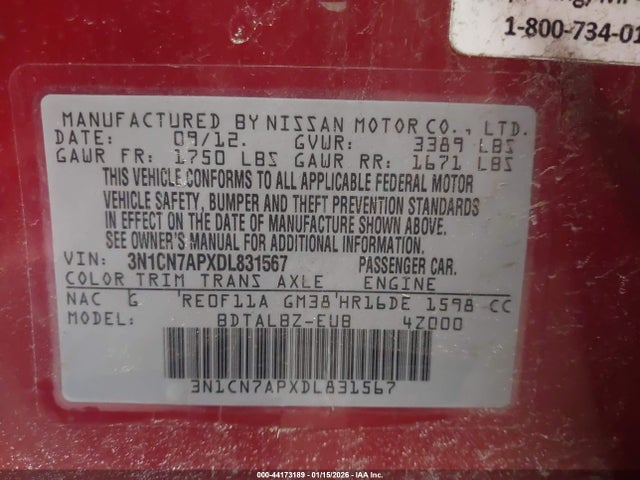 1-800-734-01
MANUFACTURED BY NISSAN MOTOR CO., LTD.
DATE: 09/12. GVWR: 3389 LBS
GAWR FR: 1750 LBS GAWR RR: 1671 LBS
THIS VEHICLE CONFORMS TO ALL APPLICABLE FEDERAL MOTOR
VEHICLE SAFETY, BUMPER AND THEFT PREVENTION STANDARDS
IN EFFECT ON THE DATE OF MANUFACTURE SHOWN ABOVE.
SEE OWNER'S MANUAL FOR MORE INFORMATION.
VIN: 3N1CN7APXDL831567 PASSENGER CAR.
COLOR TRIM TRANS AXLE ENGINE
NAC G 'RE0F11A GM38'HR16DE 1598 CC
BDTALBZ-EUB 4Z000
3N1CN7APXDL831567
000-44173189 - 01/15/2026 - IAA Inc.